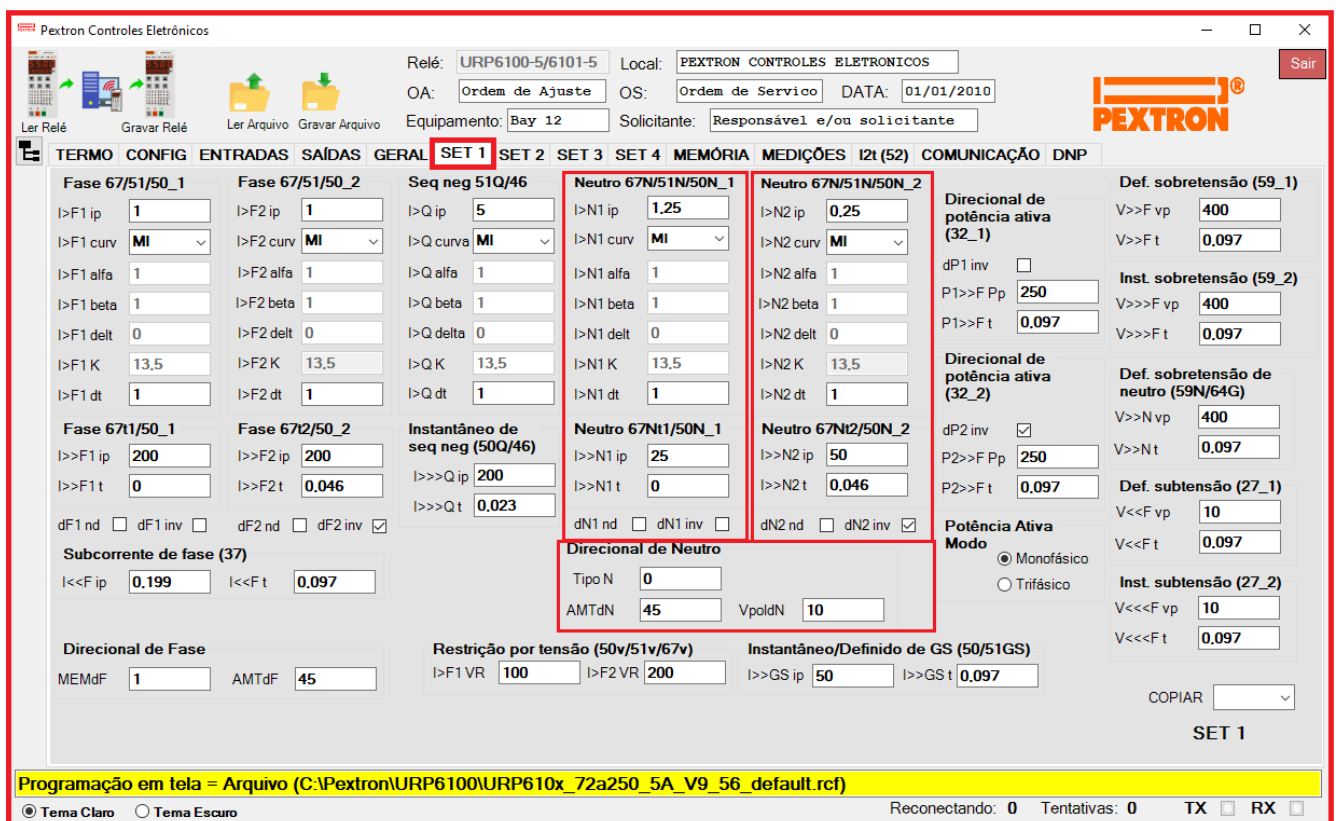 Pextron Controles Eletrônicos
Relé: URP6100-5/6101-5 Local: PEXTRON CONTROLES ELETRONICOS Sair
OA: Ordem de Ajuste OS: Ordem de Servico DATA: 01/01/2010
Equipamento: Bay 12 Solicitante: Responsável e/ou solicitante
PEXTRON®
Ler Relé Gravar Relé Ler Arquivo Gravar Arquivo
TERMO CONFIG ENTRADAS SAÍDAS GERAL SET 1 SET 2 SET 3 SET 4 MEMÓRIA MEDIÇÕES I2t (52) COMUNICAÇÃO DNP
Fase 67/51/50_1
I>F1 ip 1
I>F1 curv MI
I>F1 alfa 1
I>F1 beta 1
I>F1 delt 0
I>F1 K 13,5
I>F1 dt 1
Fase 67/51/50_2
I>F2 ip 1
I>F2 curv MI
I>F2 alfa 1
I>F2 beta 1
I>F2 delt 0
I>F2 K 13,5
I>F2 dt 1
Seq neg 51Q/46
I>Q ip 5
I>Q curva MI
I>Q alfa 1
I>Q beta 1
I>Q delta 0
I>Q K 13,5
I>Q dt 1
Neutro 67N/51N/50N_1
I>N1 ip 1,25
I>N1 curv MI
I>N1 alfa 1
I>N1 beta 1
I>N1 delt 0
I>N1 K 13,5
I>N1 dt 1
Neutro 67N/51N/50N_2
I>N2 ip 0,25
I>N2 curv MI
I>N2 alfa 1
I>N2 beta 1
I>N2 delt 0
I>N2 K 13,5
I>N2 dt 1
Fase 67t1/50_1
I>>F1 ip 200
I>>F1 t 0
dF1 nd dF1 inv
Fase 67t2/50_2
I>>F2 ip 200
I>>F2 t 0,046
dF2 nd dF2 inv
Instantâneo de
seq neg (50Q/46)
I>>>Q ip 200
I>>>Q t 0,023
Neutro 67Nt1/50N_1
I>>N1 ip 25
I>>N1 t 0
dN1 nd dN1 inv
Neutro 67Nt2/50N_2
I>>N2 ip 50
I>>N2 t 0,046
dN2 nd dN2 inv
Direcional de
potência ativa
(32_1)
dP1 inv
P1>>F Pp 250
P1>>F t 0,097
Direcional de
potência ativa
(32_2)
dP2 inv
P2>>F Pp 250
P2>>F t 0,097
Potência Ativa
Modo
Monofásico
Trifásico
Def. sobretensão (59_1)
V>>F vp 400
V>>F t 0,097
Inst. sobretensão (59_2)
V>>>F vp 400
V>>>F t 0,097
Def. sobretensão de
neutro (59N/64G)
V>>N vp 400
V>>N t 0,097
Def. subtensão (27_1)
V<<F vp 10
V<<F t 0,097
Inst. subtensão (27_2)
V<<<F vp 10
V<<<F t 0,097
Subcorrente de fase (37)
I<<F ip 0,199 I<<F t 0,097
Direcional de Neutro
Tipo N 0
AMTdN 45 VpoldN 10
Direcional de Fase
MEMdF 1 AMTdF 45
Restrição por tensão (50v/51v/67v)
I>F1 VR 100 I>F2 VR 200
Instantâneo/Definido de GS (50/51GS)
I>>GS ip 50 I>>GS t 0,097
COPIAR
SET 1
Programação em tela = Arquivo (C:\Pextron\URP6100\URP610x_72a250_5A_V9_56_default.rcf)
Tema Claro Tema Escuro Reconectando: 0 Tentativas: 0 TX RX